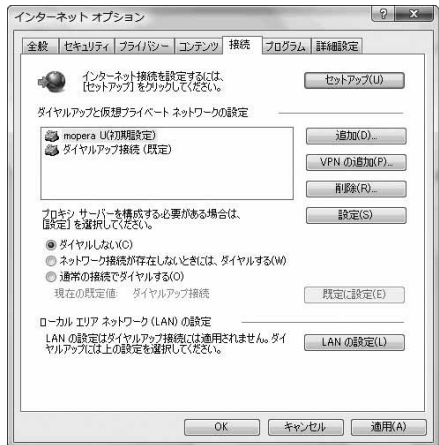 インターネット オプション
全般 セキュリティ プライバシー コンテンツ 接続 プログラム 詳細設定
インターネット接続を設定するには、
[セットアップ] をクリックしてください。
セットアップ(U)
ダイヤルアップと仮想プライベート ネットワークの設定
mopera U(初期設定)
ダイヤルアップ接続 (既定)
追加(D)...
VPN の追加(P)...
削除(R)...
プロキシ サーバーを構成する必要がある場合は、
[設定] を選択してください。
設定(S)
ダイヤルしない(C)
ネットワーク接続が存在しないときには、ダイヤルする(W)
通常の接続でダイヤルする(O)
現在の既定値: ダイヤルアップ接続
既定に設定(E)
ローカル エリア ネットワーク (LAN) の設定
LAN の設定はダイヤルアップ接続には適用されません。ダイ
ヤルアップには上の設定を選択してください。
LAN の設定(L)
OK キャンセル 適用(A)